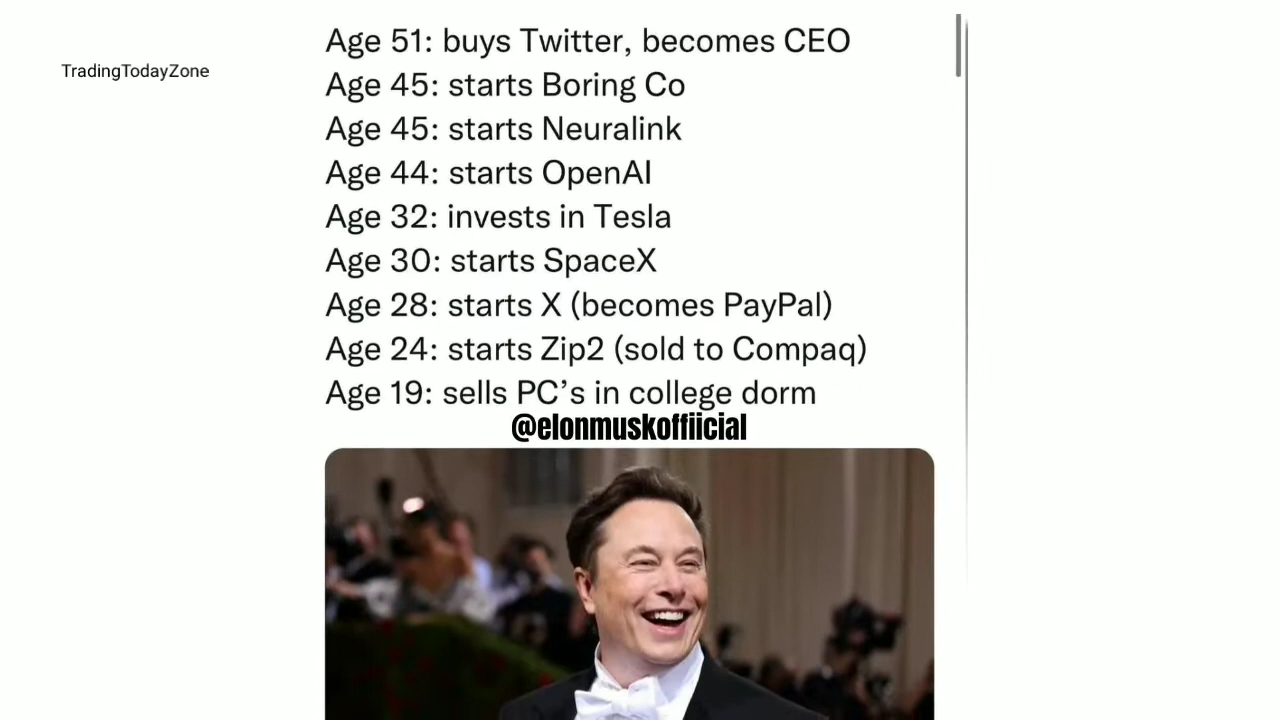 TradingTodayZone
Age 51: buys Twitter, becomes CEO
Age 45: starts Boring Co
Age 45: starts Neuralink
Age 44: starts OpenAI
Age 32: invests in Tesla
Age 30: starts SpaceX
Age 28: starts X (becomes PayPal)
Age 24: starts Zip2 (sold to Compaq)
Age 19: sells PC’s in college dorm
@elonmuskoffiicial